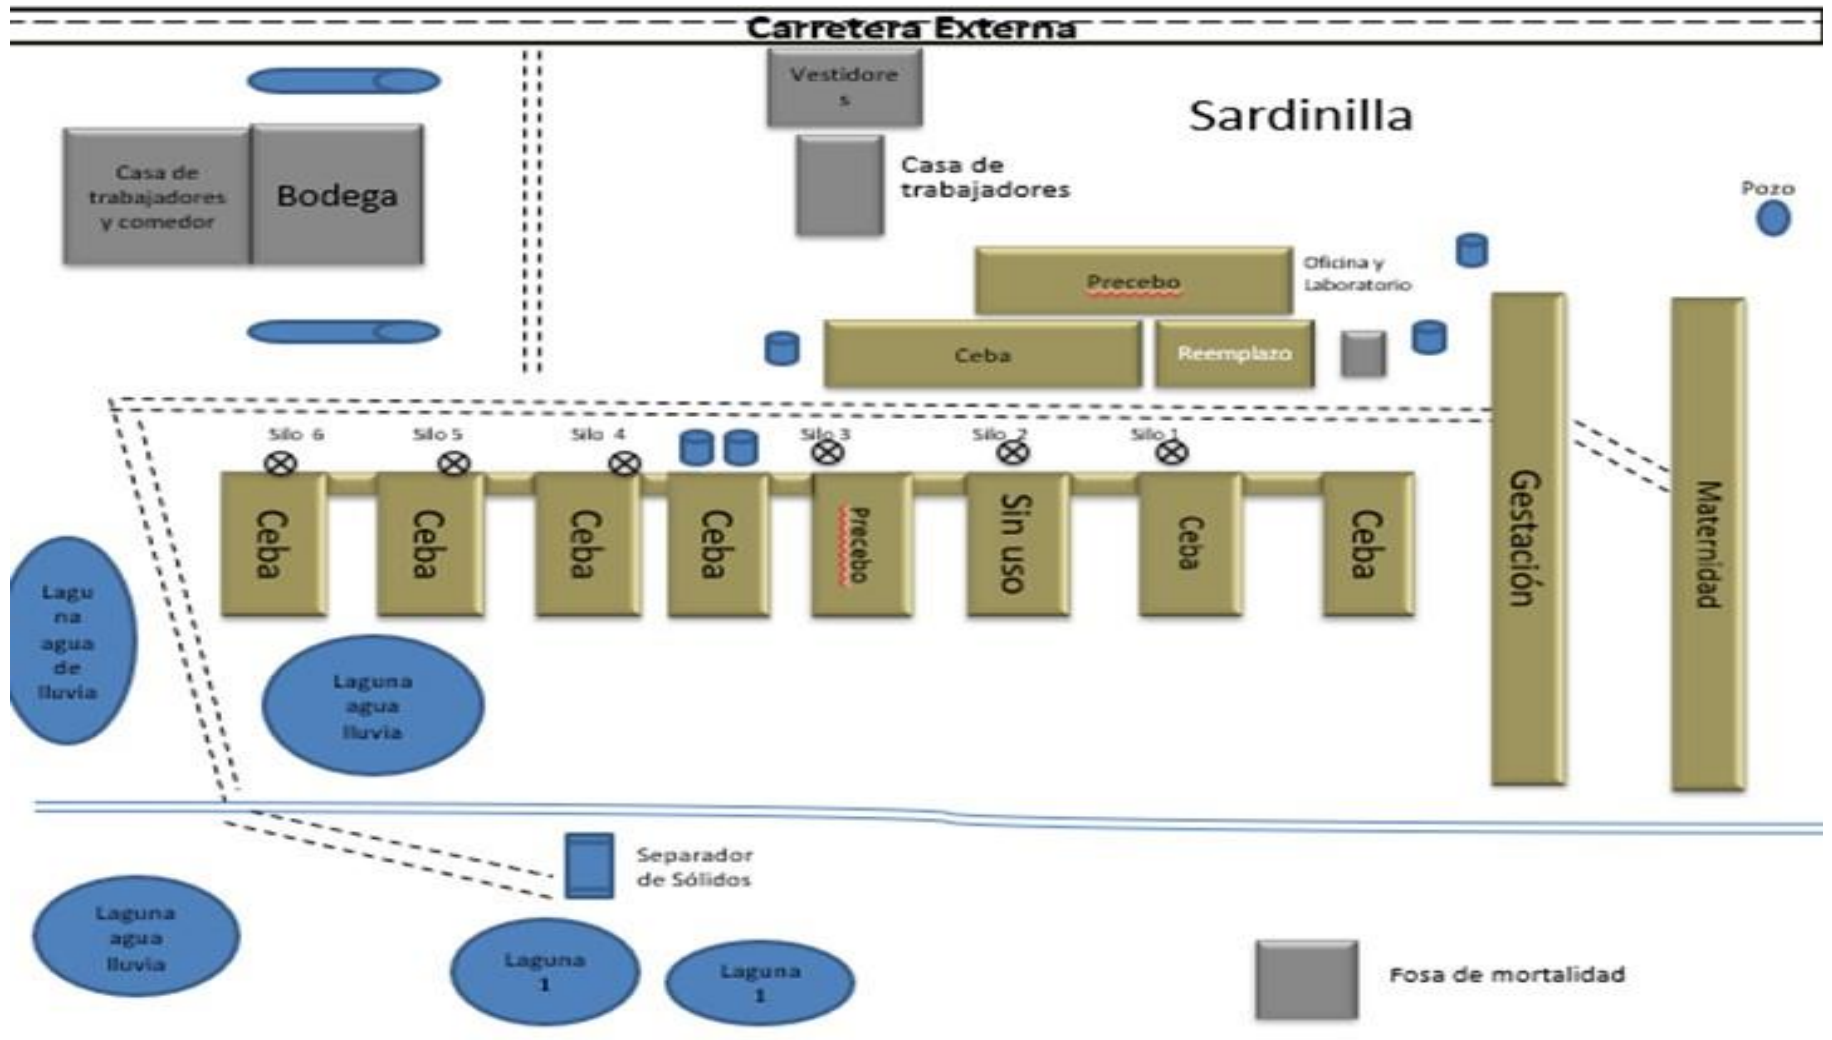 Carretera Externa
Vestidore
s
Sardinilla
Casa de
trabajadores
y comedor
Bodega
Casa de
trabajadores
Pozo
Precebo
Oficina y
Laboratorio
Ceba
Reemplazo
Silo 6
Silo 5
Silo 4
Silo 3
Silo 2
Silo 1
Ceba
Ceba
Ceba
Ceba
Precebo
Sin uso
Ceba
Ceba
Gestación
Maternidad
Lagu
na
agua
de
lluvia
Laguna
agua
lluvia
Separador
de Sólidos
Laguna
agua
lluvia
Laguna
1
Laguna
1
Fosa de mortalidad